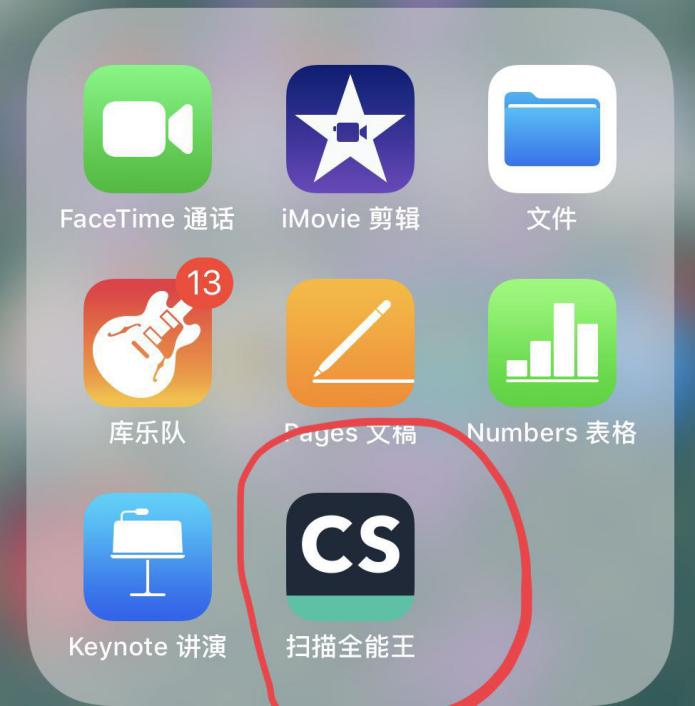 FaceTime 通话
iMovie 剪辑
文件
13
库乐队
Pages 文稿
Numbers 表格
CS
Keynote 讲演
扫描全能王